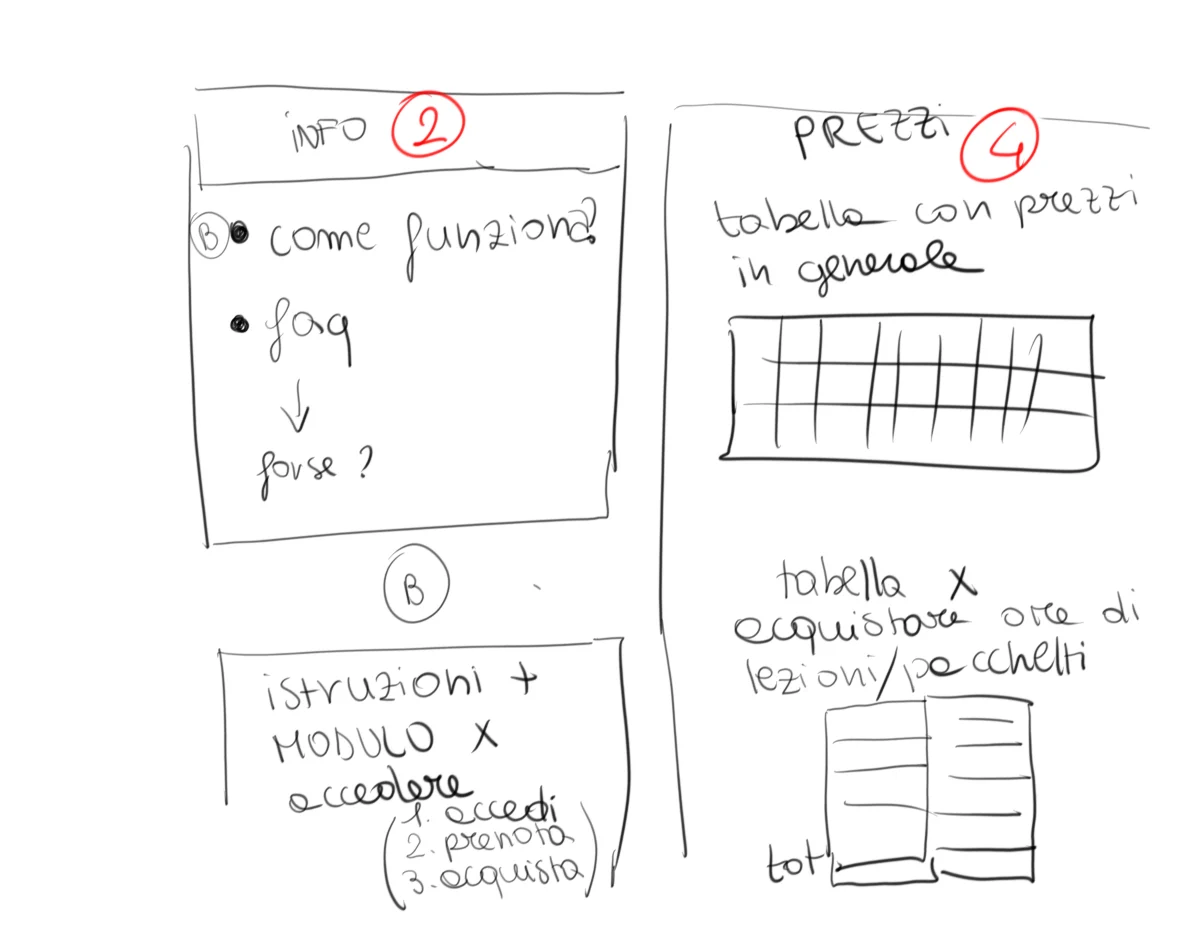 iNFO 2
B • come funziona?
• faq
forse ?
B
istruzioni +
MODULO X
accedere
(1. accedi
2. prenota
3. acquista)
PREZZi 4
tabella con prezzi
in generale
tabella X
acquistare ore di
lezioni/pacchetti
tot